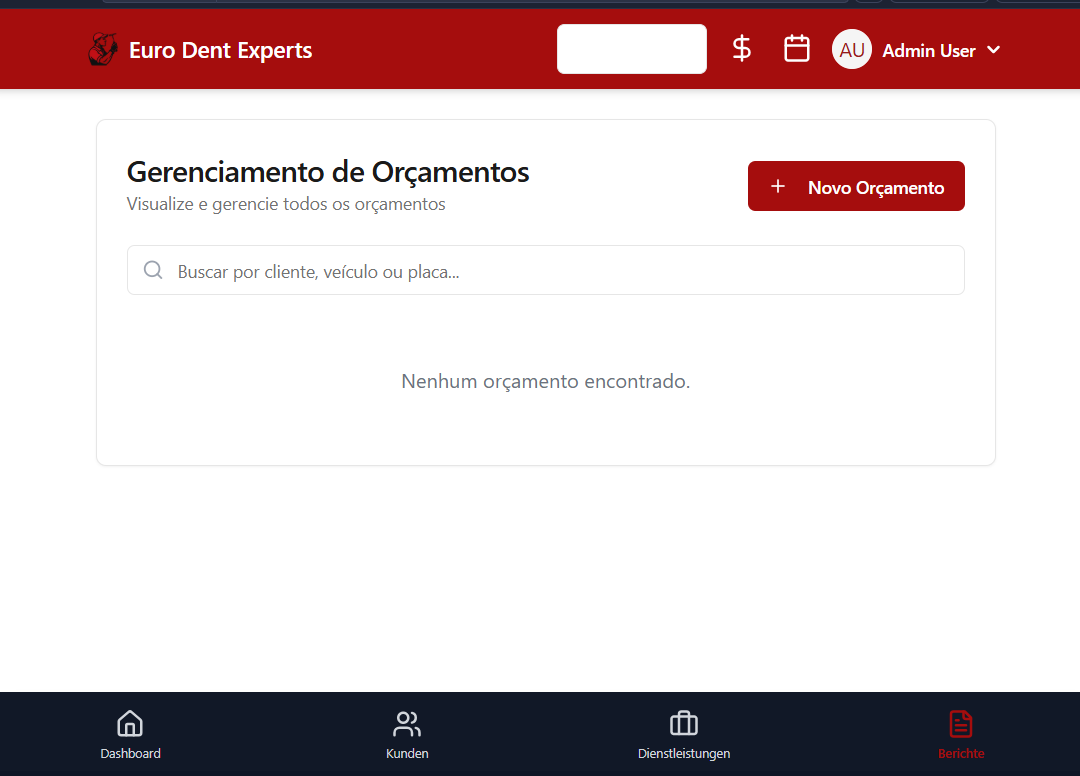 Euro Dent Experts
AU
Admin User
Gerenciamento de Orçamentos
Visualize e gerencie todos os orçamentos
+ Novo Orçamento
Buscar por cliente, veículo ou placa...
Nenhum orçamento encontrado.
Dashboard
Kunden
Dienstleistungen
Berichte